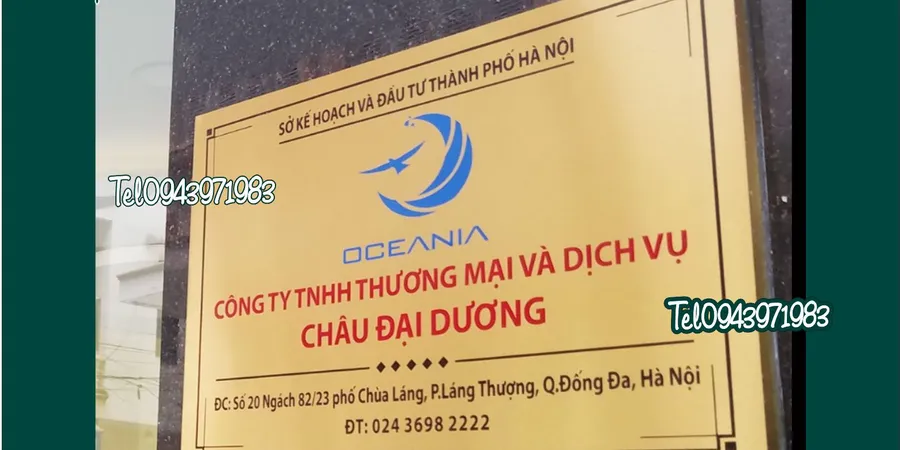 SỞ KẾ HOẠCH VÀ ĐẦU TƯ THÀNH PHỐ HÀ NỘI
Tel0943971983
OCEANIA
CÔNG TY TNHH THƯƠNG MẠI VÀ DỊCH VỤ
CHÂU ĐẠI DƯƠNG
Tel0943971983
ĐC: Số 20 Ngách 82/23 phố Chùa Láng, P.Láng Thượng, Q.Đống Đa, Hà Nội
ĐT: 024 3698 2222